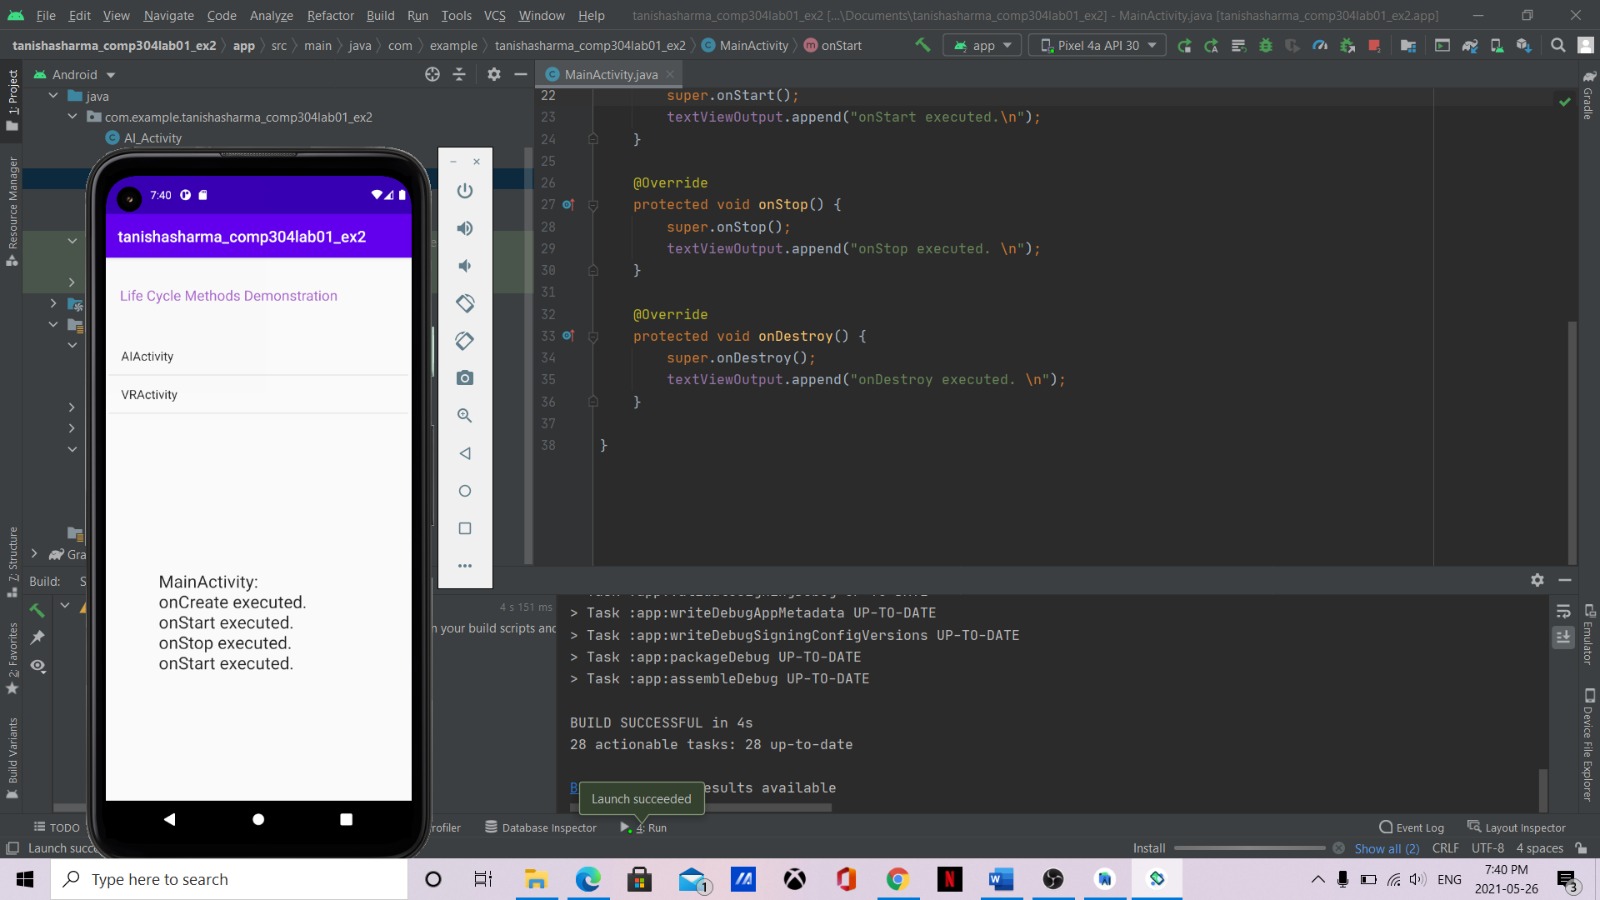 File Edit View Navigate Code Analyze Refactor Build Run Tools VCS Window Help tanishasharma_comp304lab01_ex2 [...\Documents\tanishasharma_comp304lab01_ex2] - MainActivity.java [tanishasharma_comp304lab01_ex2.app]
tanishasharma_comp304lab01_ex2 app src main java com example tanishasharma_comp304lab01_ex2 MainActivity onStart app Pixel 4a API 30
1: Project
Resource Manager
7: Structure
2: Favorites
Build Variants
Android
java
com.example.tanishasharma_comp304lab01_ex2
AI_Activity
Gra
MainActivity.java
22 super.onStart();
23 textViewOutput.append("onStart executed.\n");
24 }
25
26 @Override
27 protected void onStop() {
28 super.onStop();
29 textViewOutput.append("onStop executed. \n");
30 }
31
32 @Override
33 protected void onDestroy() {
34 super.onDestroy();
35 textViewOutput.append("onDestroy executed. \n");
36 }
37
38 }
Gradle
Emulator
Device File Explorer
7:40
tanishasharma_comp304lab01_ex2
Life Cycle Methods Demonstration
AIActivity
VRActivity
MainActivity:
onCreate executed.
onStart executed.
onStop executed.
onStart executed.
Build: S
4 s 151 ms
n your build scripts and
> Task :app:writeDebugAppMetadata UP-TO-DATE
> Task :app:writeDebugSigningConfigVersions UP-TO-DATE
> Task :app:packageDebug UP-TO-DATE
> Task :app:assembleDebug UP-TO-DATE
BUILD SUCCESSFUL in 4s
28 actionable tasks: 28 up-to-date
B esults available
Launch succeeded
TODO rofiler Database Inspector 4: Run Event Log Layout Inspector
Launch succe Install Show all (2) CRLF UTF-8 4 spaces
Type here to search
1
ENG
7:40 PM
2021-05-26
3